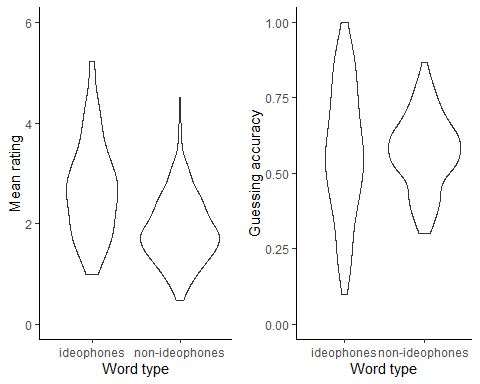 6
4
2
0
Mean rating
ideophones non-ideophones
Word type
1.00
0.75
0.50
0.25
0.00
Guessing accuracy
ideophones non-ideophones
Word type